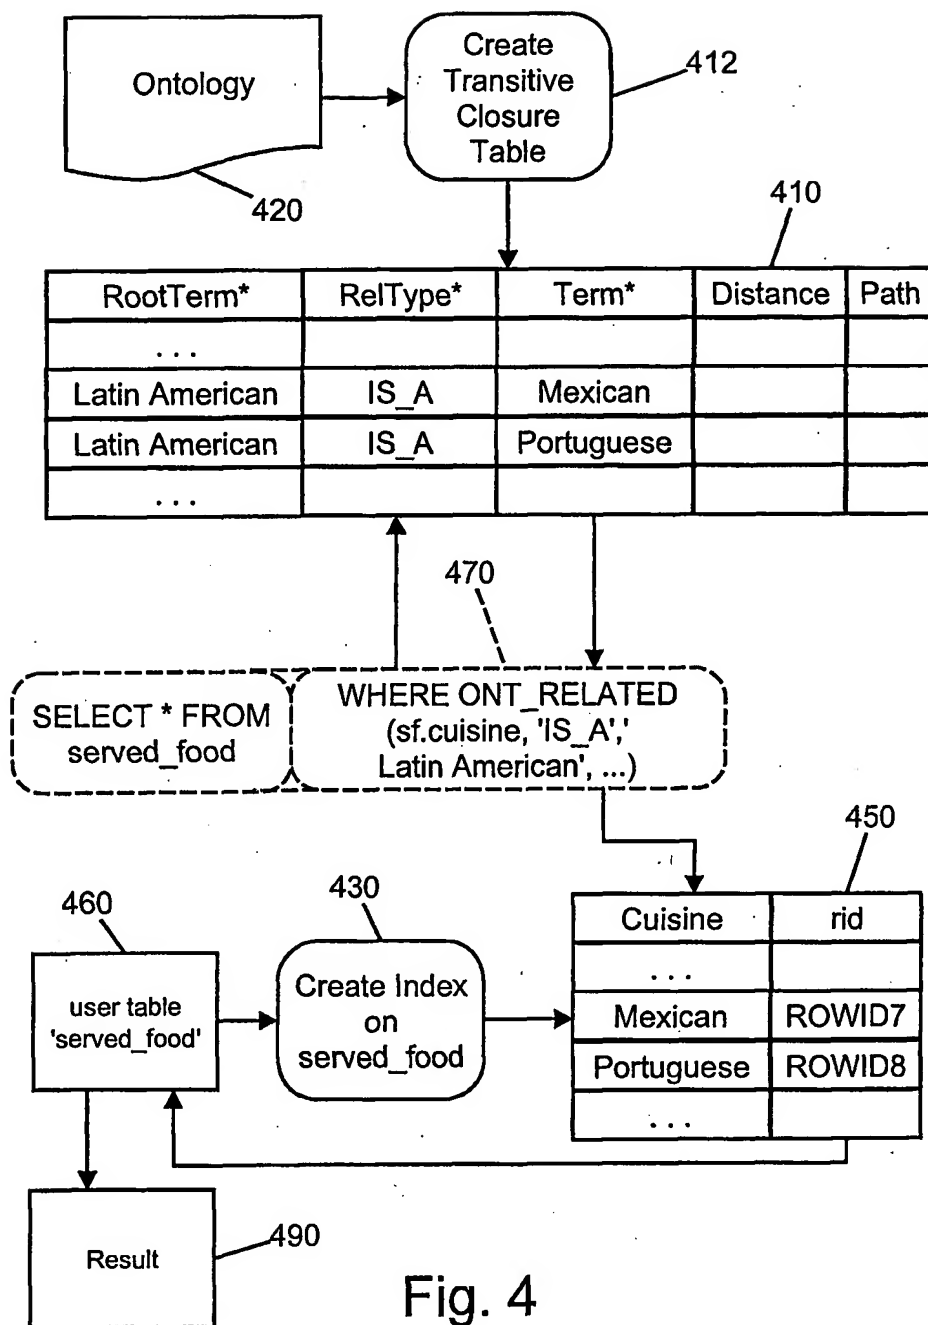 Ontology
Create
Transitive
Closure
Table
412
420
410
RootTerm* RelType* Term* Distance Path
. . .
Latin American IS_A Mexican
Latin American IS_A Portuguese
. . .
470
SELECT * FROM
served_food
WHERE ONT_RELATED
(sf.cuisine, 'IS_A','
Latin American', ...)
450
460
430
user table
'served_food'
Create Index
on
served_food
Cuisine rid
. . .
Mexican ROWID7
Portuguese ROWID8
. . .
Result
490
Fig. 4